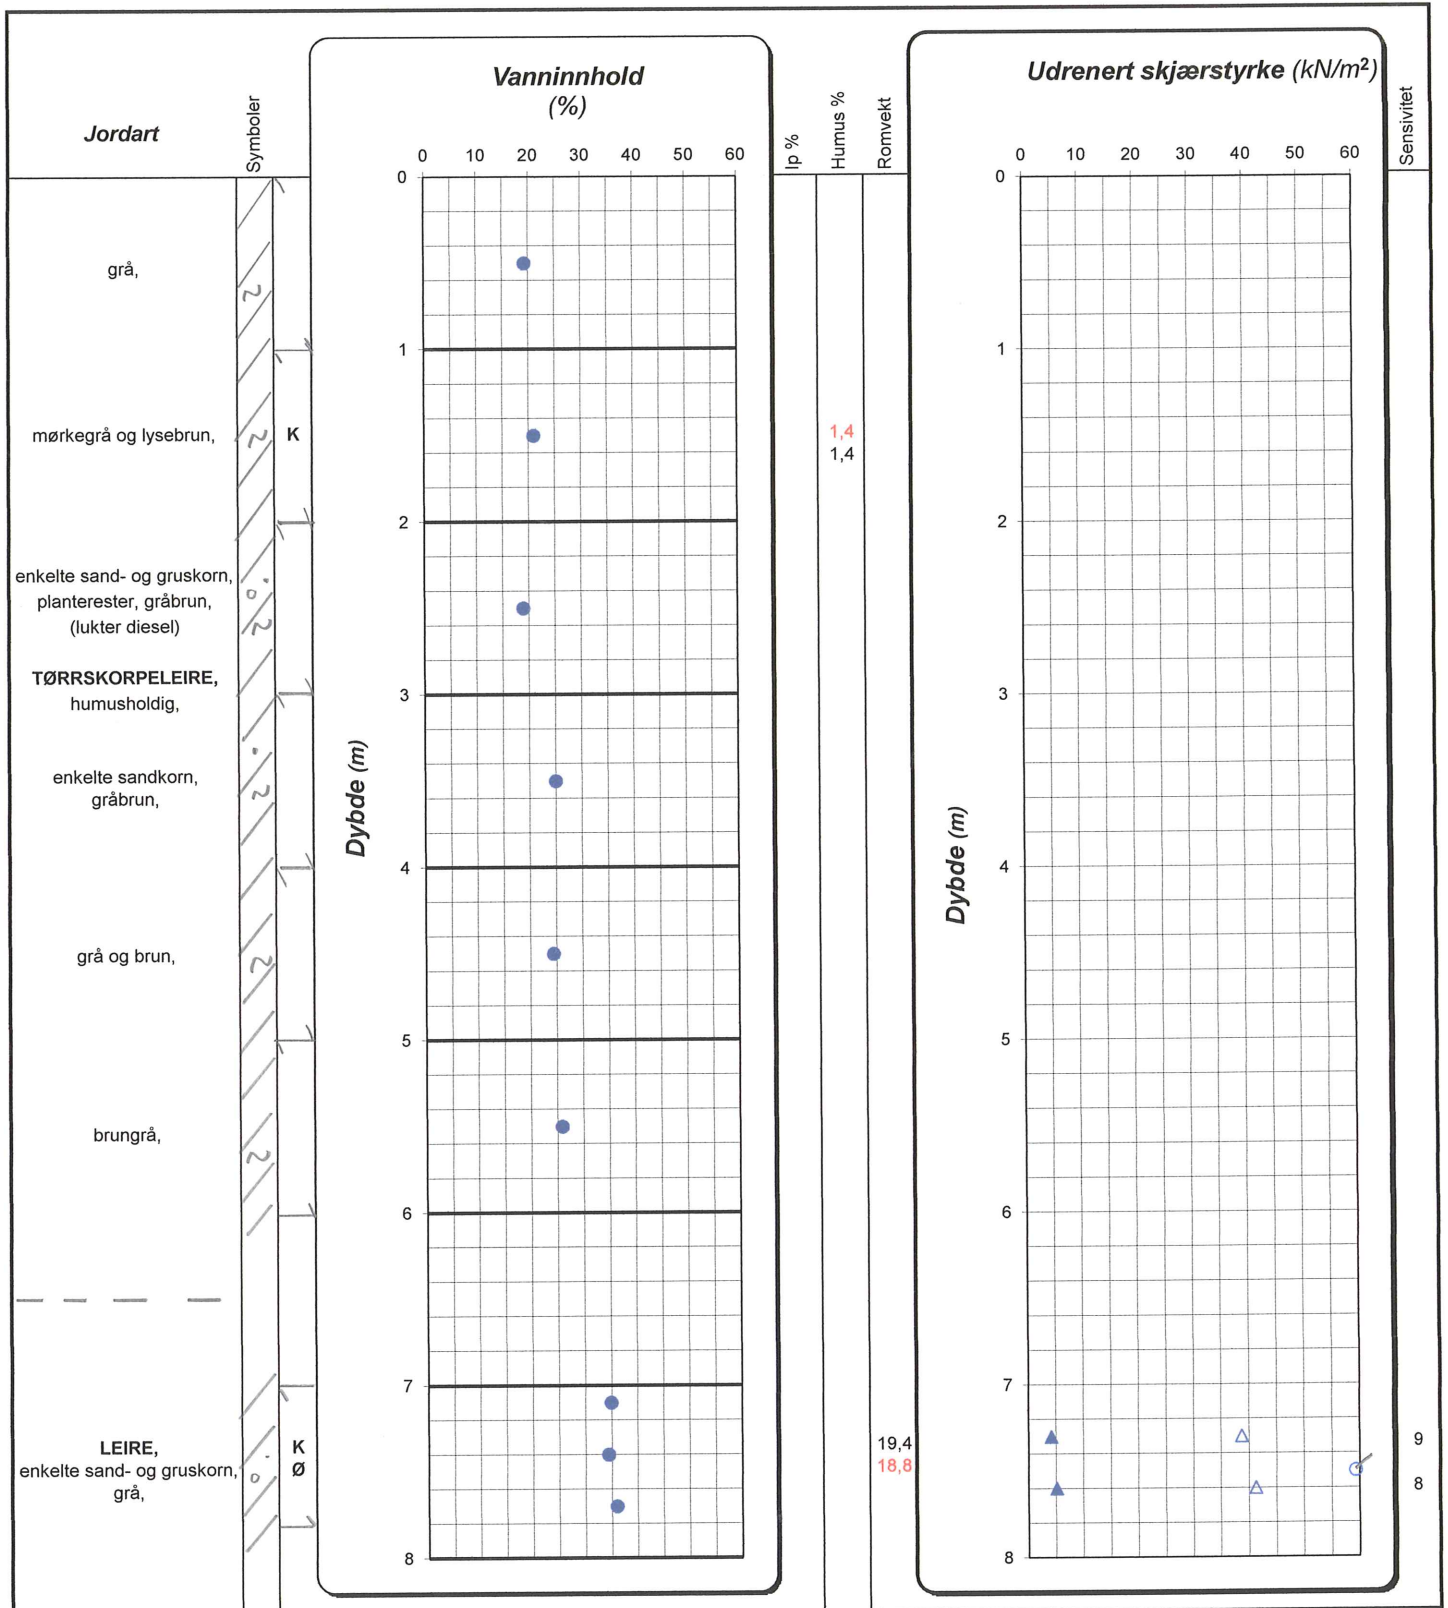 Jordart
Symboler
Vanninnhold
(%)
Ip %
Humus %
Romvekt
Udrenert skjærstyrke (kN/m²)
Sensivitet
0 10 20 30 40 50 60
0 10 20 30 40 50 60
Dybde (m)
0
1
2
3
4
5
6
7
8
Dybde (m)
0
1
2
3
4
5
6
7
8
grå,
mørkegrå og lysebrun,
K
1,4
1,4
enkelte sand- og gruskorn,
planterester, gråbrun,
(lukter diesel)
TØRRSKORPELEIRE,
humusholdig,
enkelte sandkorn,
gråbrun,
grå og brun,
brungrå,
LEIRE,
enkelte sand- og gruskorn,
grå,
K
Ø
19,4
18,8
9
8